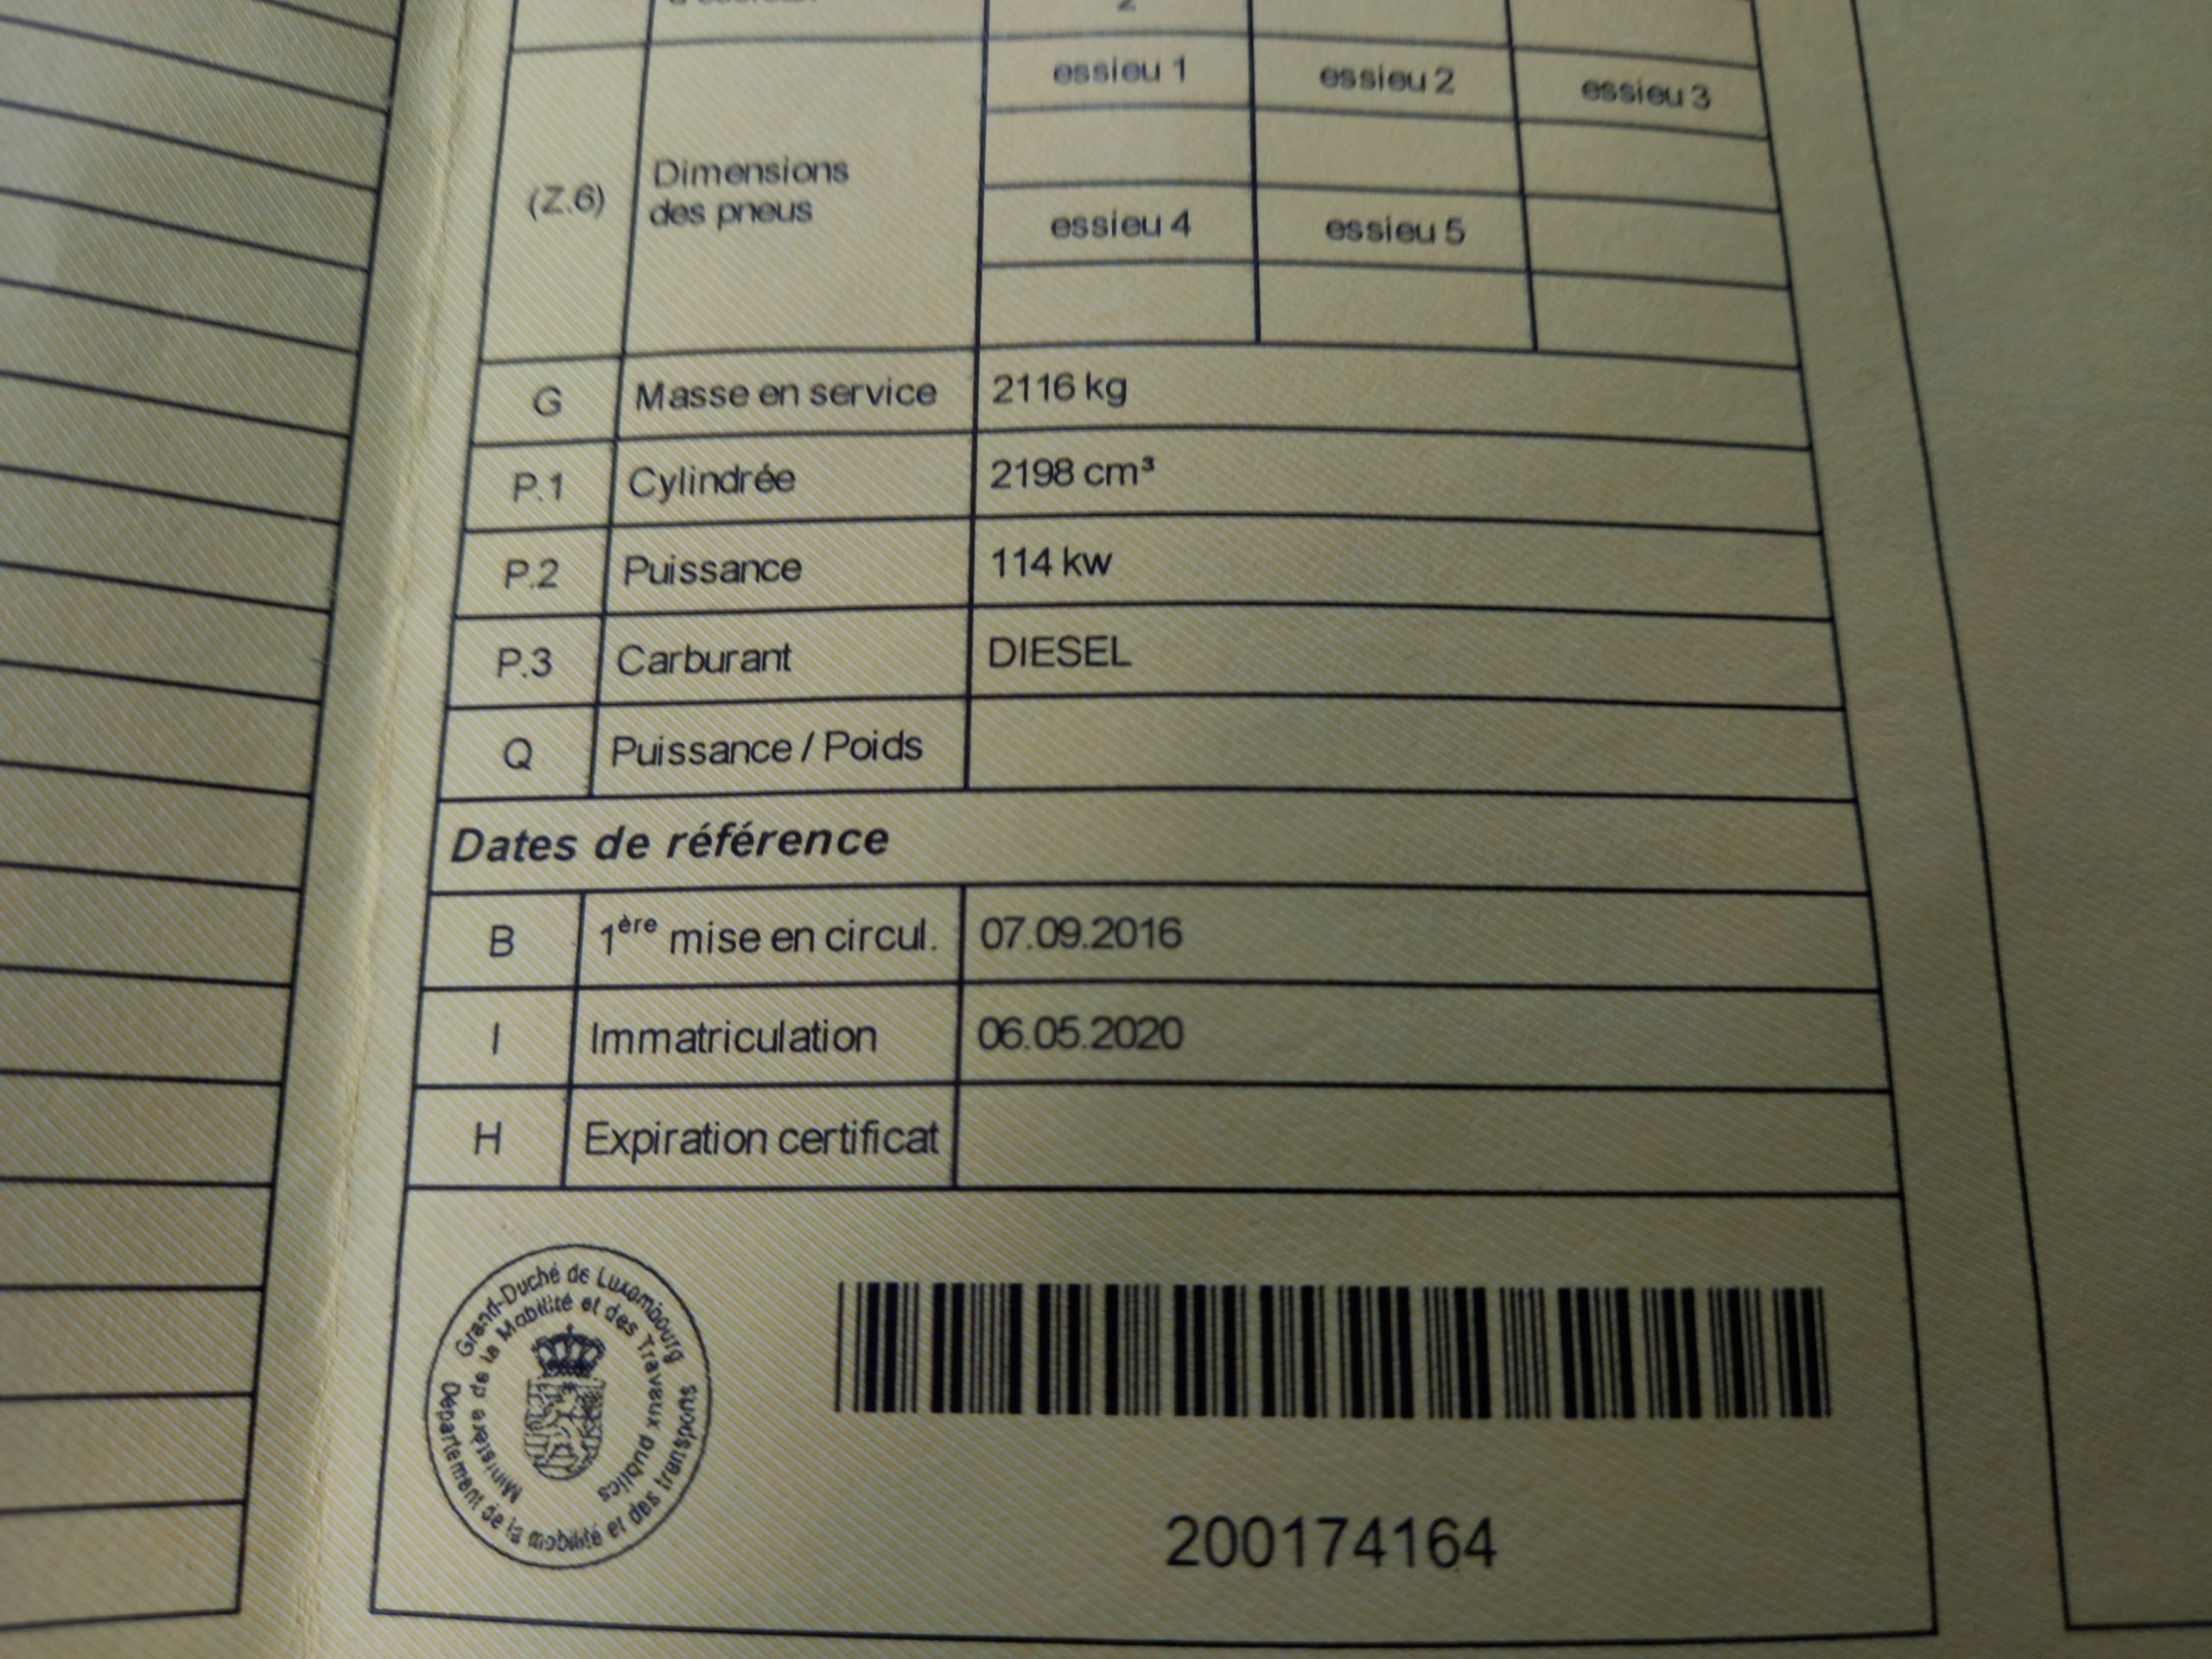 2
essieu 1 essieu 2 essieu 3
(Z.6) Dimensions
des pneus
essieu 4 essieu 5
G Masse en service 2116 kg
P.1 Cylindrée 2198 cm³
P.2 Puissance 114 kw
P.3 Carburant DIESEL
Q Puissance / Poids
Dates de référence
B 1ère mise en circul. 07.09.2016
I Immatriculation 06.05.2020
H Expiration certificat
Grand-Duché de Luxembourg
Ministère de la Mobilité et des Travaux publics
Département de la mobilité et des transports
200174164